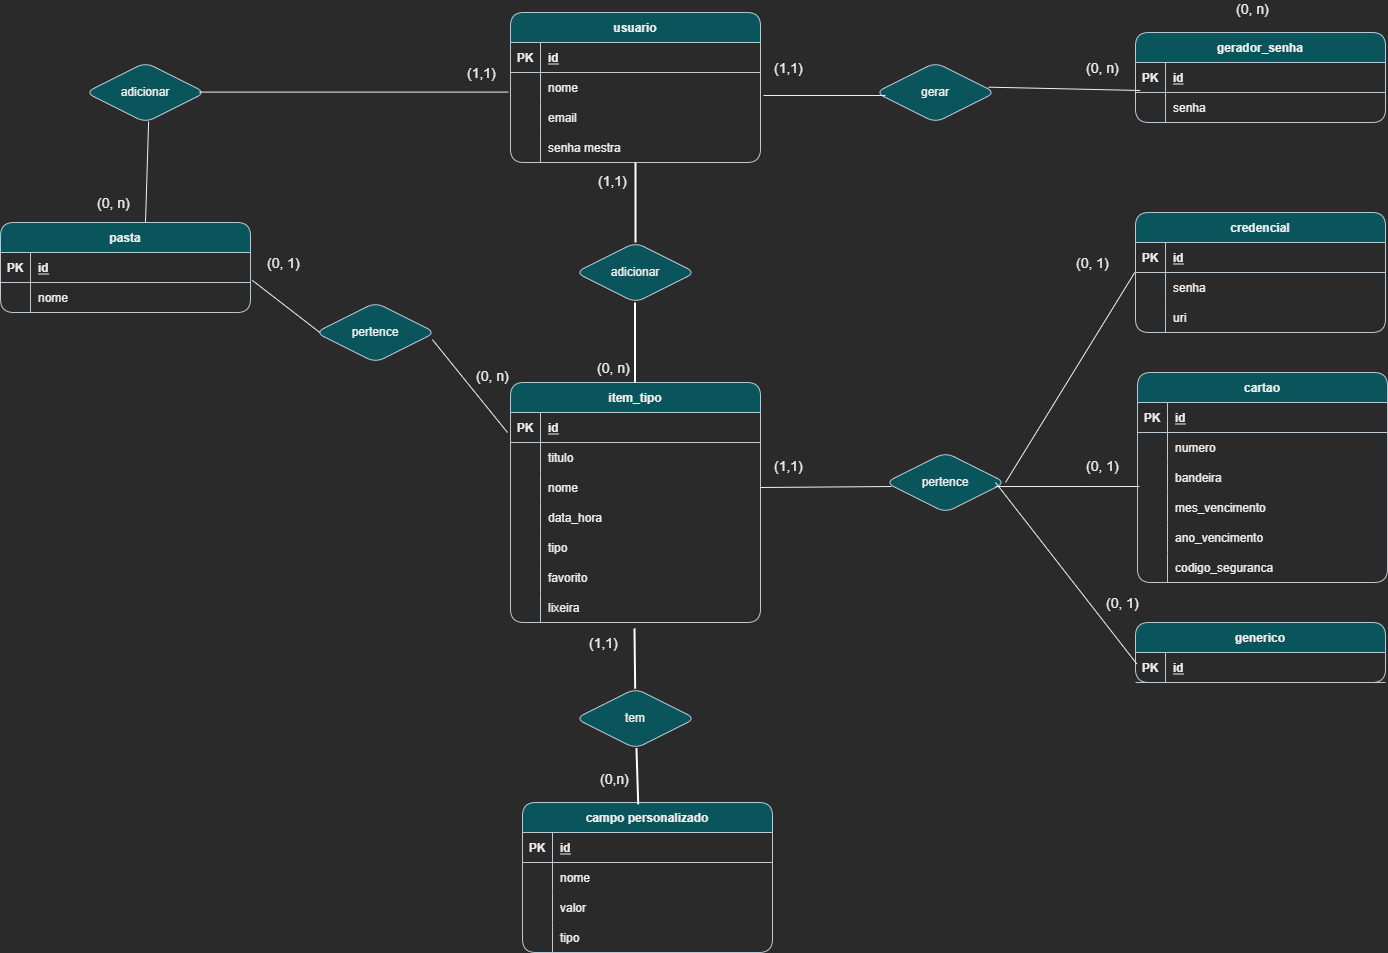 (0, n)
usuario
PK id
nome
email
senha mestra
gerador_senha
PK id
senha
adicionar
(1,1)
(1,1)
gerar
(0, n)
(0, n)
(1,1)
pasta
PK id
nome
(0, 1)
pertence
(0, n)
adicionar
(0, n)
credencial
PK id
senha
uri
(0, 1)
item_tipo
PK id
titulo
nome
data_hora
tipo
favorito
lixeira
(1,1)
pertence
(0, 1)
cartao
PK id
numero
bandeira
mes_vencimento
ano_vencimento
codigo_seguranca
(0, 1)
generico
PK id
(1,1)
tem
(0,n)
campo personalizado
PK id
nome
valor
tipo